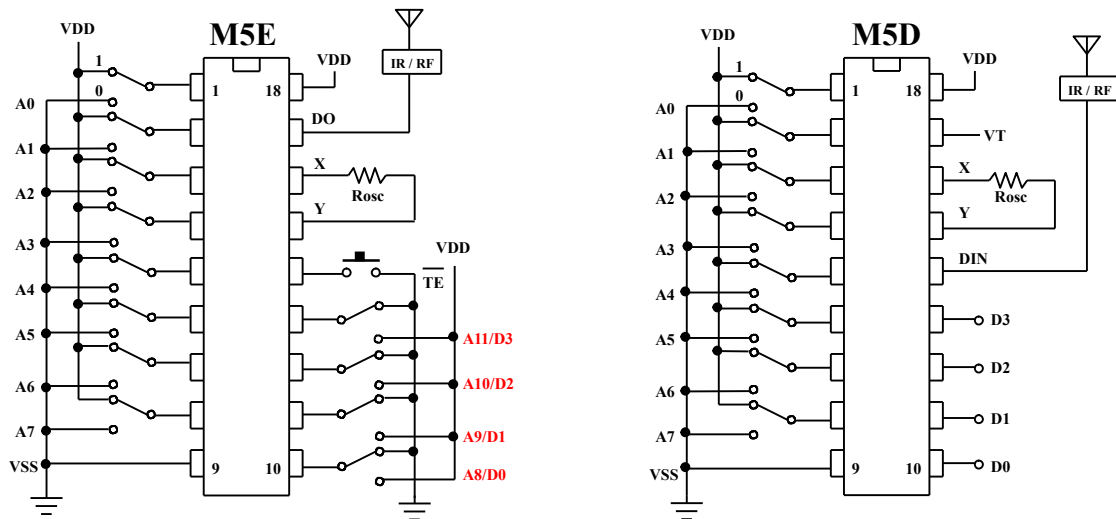 M5E
VDD
1
0
1
18
VDD
IR / RF
DO
X
Y
Rosc
A0
A1
A2
A3
A4
A5
A6
A7
VSS
9
10
TE
VDD
A11/D3
A10/D2
A9/D1
A8/D0
M5D
VDD
1
0
1
18
VDD
IR / RF
VT
X
Y
Rosc
DIN
A0
A1
A2
A3
A4
A5
A6
A7
VSS
9
10
D3
D2
D1
D0